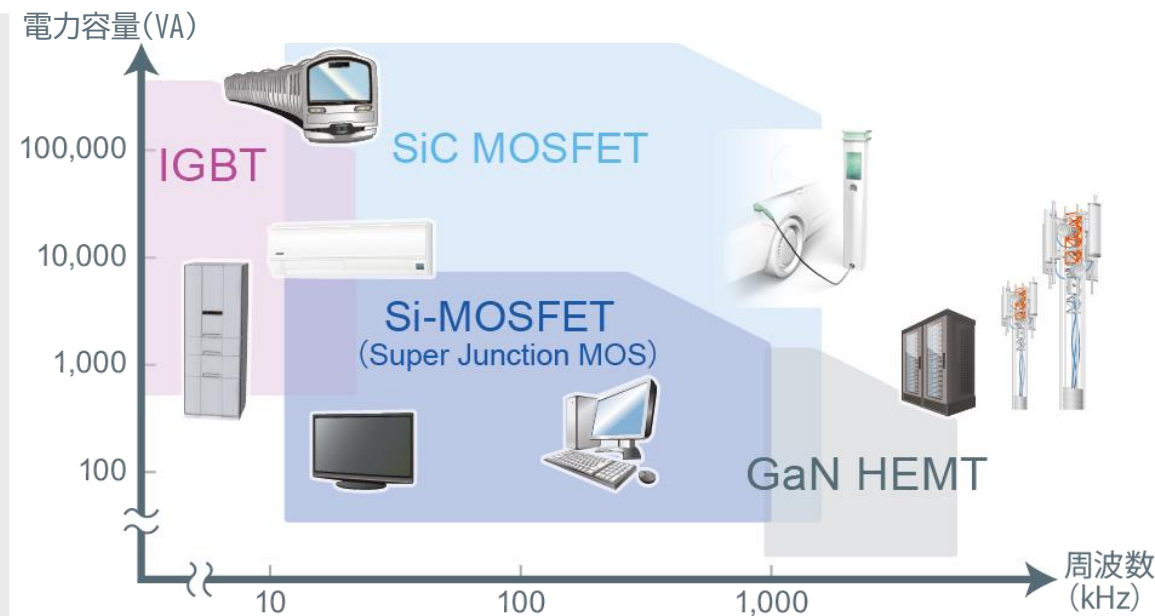 電力容量(VA)
100,000
10,000
1,000
100
IGBT
SiC MOSFET
Si-MOSFET
(Super Junction MOS)
GaN HEMT
10
100
1,000
周波数
(kHz)